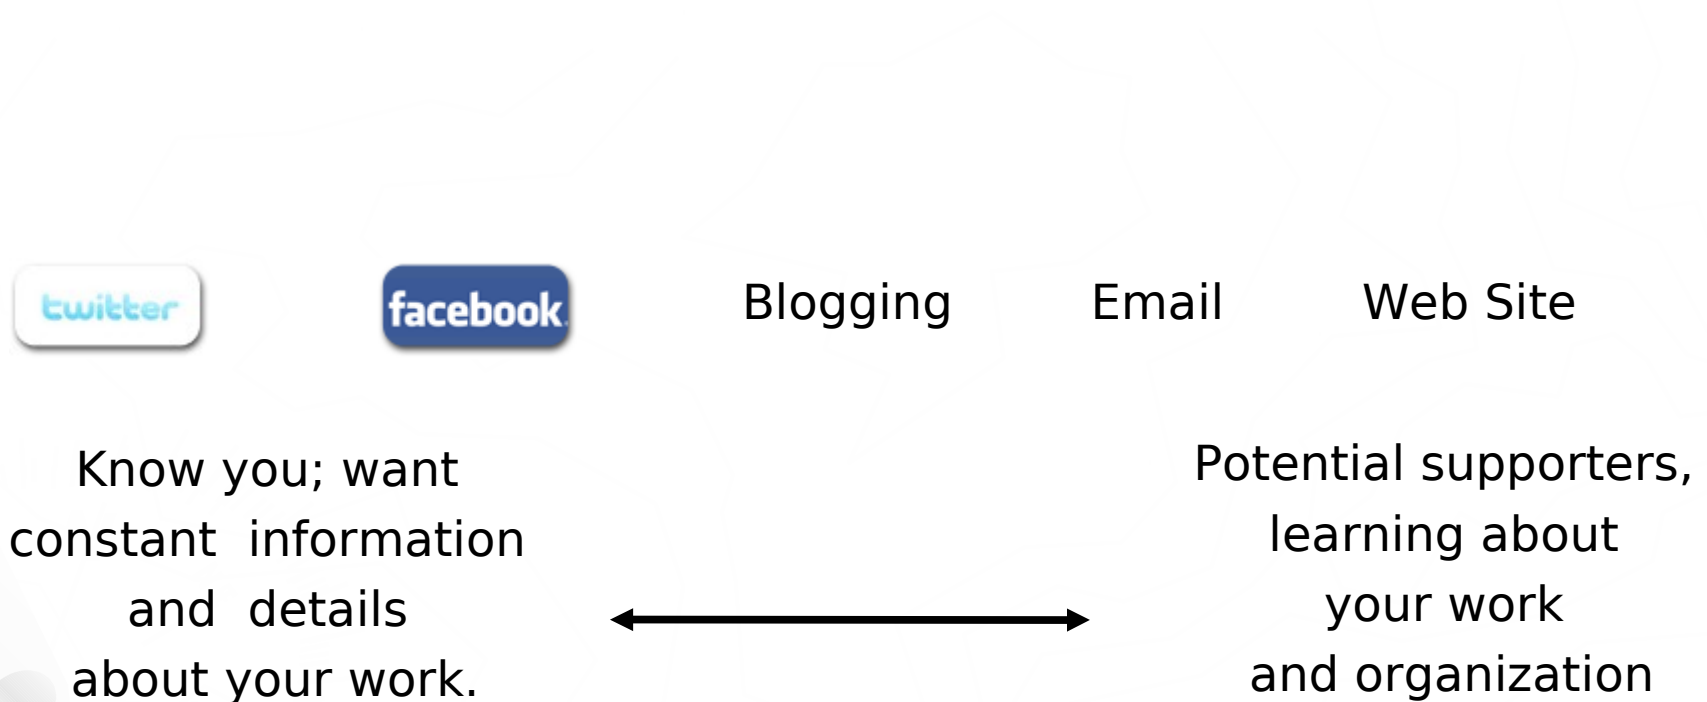 twitter facebook Blogging Email Web Site
Know you; want
constant information
and details
about your work.
Potential supporters,
learning about
your work
and organization